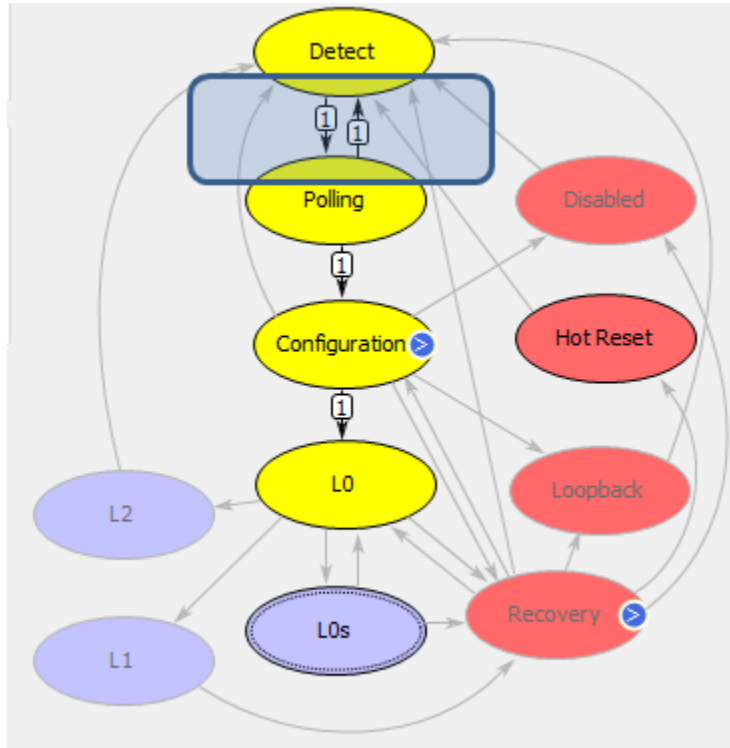 Detect
1
1
Polling
Disabled
1
Configuration >
Hot Reset
1
L0
Loopback
L2
L0s
Recovery >
L1